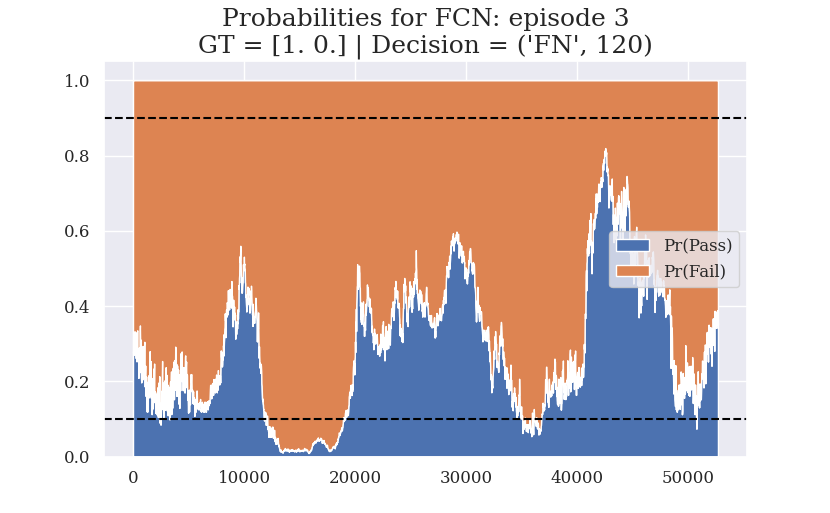 Probabilities for FCN: episode 3
GT = [1. 0.] | Decision = ('FN', 120)
1.0
0.8
0.6
0.4
0.2
0.0
Pr(Pass)
Pr(Fail)
0 10000 20000 30000 40000 50000